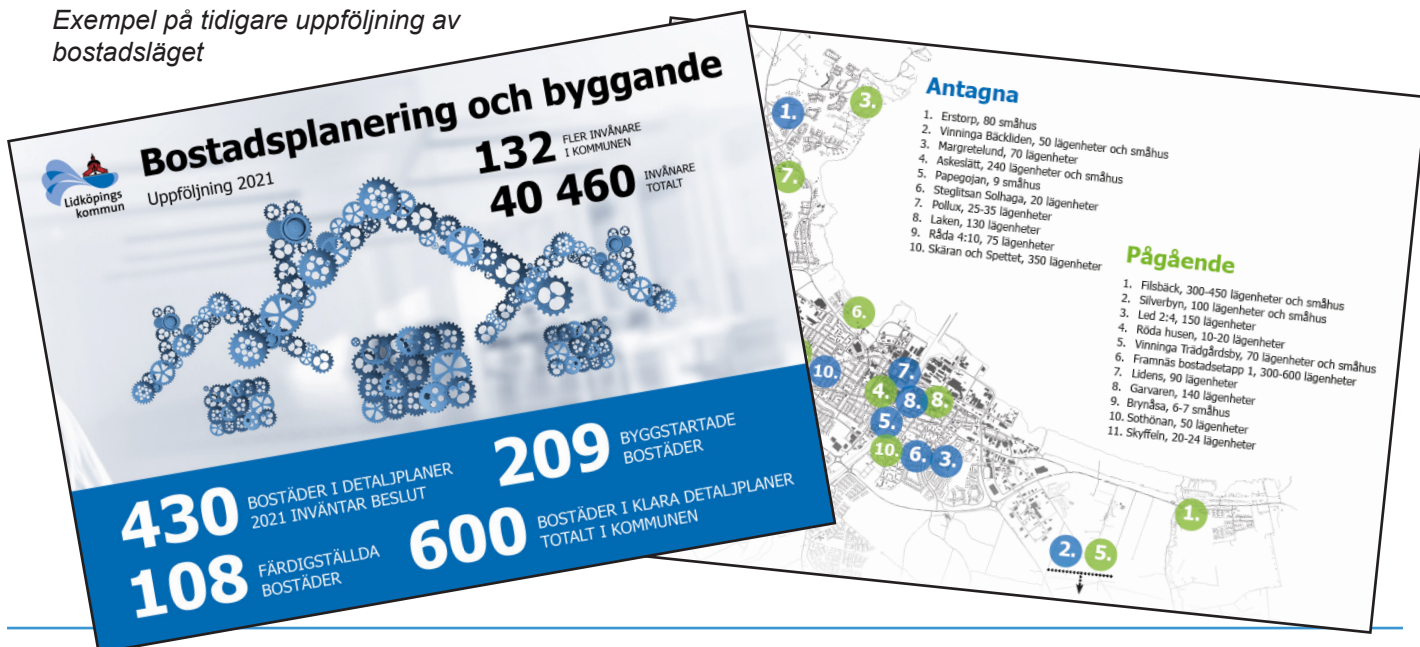 Exempel på tidigare uppföljning av
bostadsläget
Lidköpings
kommun
Bostadsplanering och byggande
Uppföljning 2021
132 FLER INVÅNARE
I KOMMUNEN
40 460 INVÅNARE
TOTALT
430 BOSTÄDER I DETALJPLANER
2021 INVÄNTAR BESLUT
209 BYGGSTARTADE
BOSTÄDER
108 FÄRDIGSTÄLLDA
BOSTÄDER
600 BOSTÄDER I KLARA DETALJPLANER
TOTALT I KOMMUNEN
Antagna
1. Erstorp, 80 småhus
2. Vinninga Bäckliden, 50 lägenheter och småhus
3. Margretelund, 70 lägenheter
4. Askeslätt, 240 lägenheter och småhus
5. Papegojan, 9 småhus
6. Steglitsan Solhaga, 20 lägenheter
7. Pollux, 25-35 lägenheter
8. Laken, 130 lägenheter
9. Råda 4:10, 75 lägenheter
10. Skäran och Spettet, 350 lägenheter
Pågående
1. Filsbäck, 300-450 lägenheter och småhus
2. Silverbyn, 100 lägenheter och småhus
3. Led 2:4, 150 lägenheter
4. Röda husen, 10-20 lägenheter
5. Vinninga Trädgårdsby, 70 lägenheter och småhus
6. Framnäs bostadsetapp 1, 300-600 lägenheter
7. Lidens, 90 lägenheter
8. Garvaren, 140 lägenheter
9. Brynåsa, 6-7 småhus
10. Sothönan, 50 lägenheter
11. Skyffeln, 20-24 lägenheter
1.
3.
7.
6.
10.
7.
4.
8.
8.
5.
10.
6.
3.
1.
2.
5.